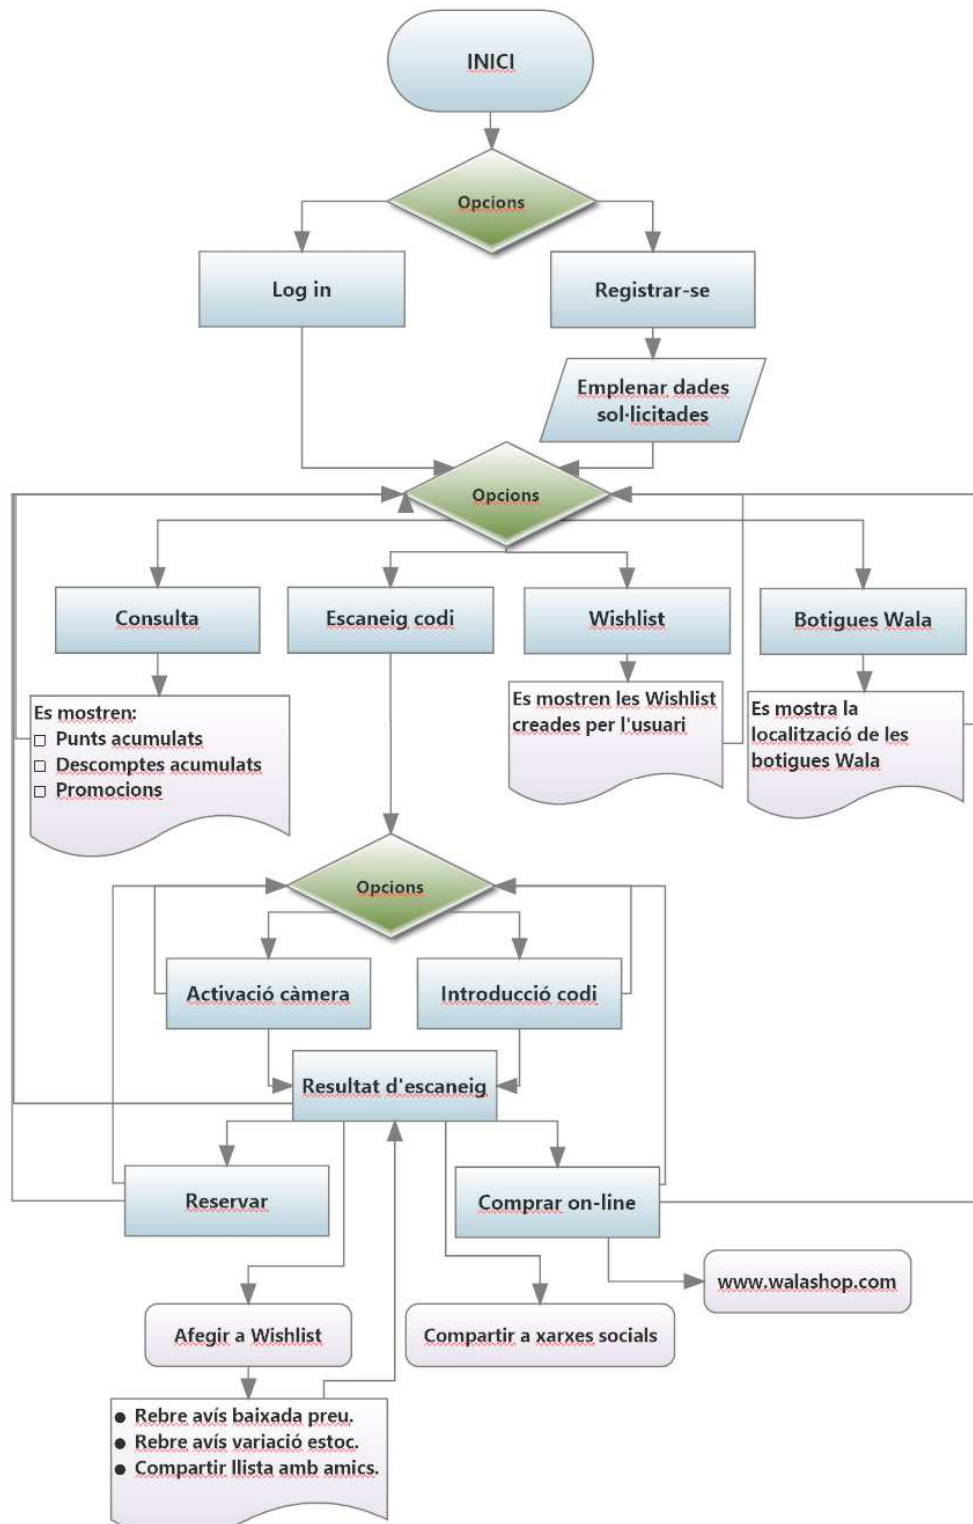 INICI
Opcions
Log in
Registrar-se
Emplenar dades
sol·licitades
Opcions
Consulta
Escaneig codi
Wishlist
Botigues Wala
Es mostren:
□ Punts acumulats
□ Descomptes acumulats
□ Promocions
Es mostren les Wishlist
creades per l'usuari
Es mostra la
localització de les
botigues Wala
Opcions
Activació càmera
Introducció codi
Resultat d'escaneig
Reservar
Comprar on-line
www.walashop.com
Afegir a Wishlist
Compartir a xarxes socials
● Rebre avís baixada preu.
● Rebre avís variació estoc.
● Compartir llista amb amics.